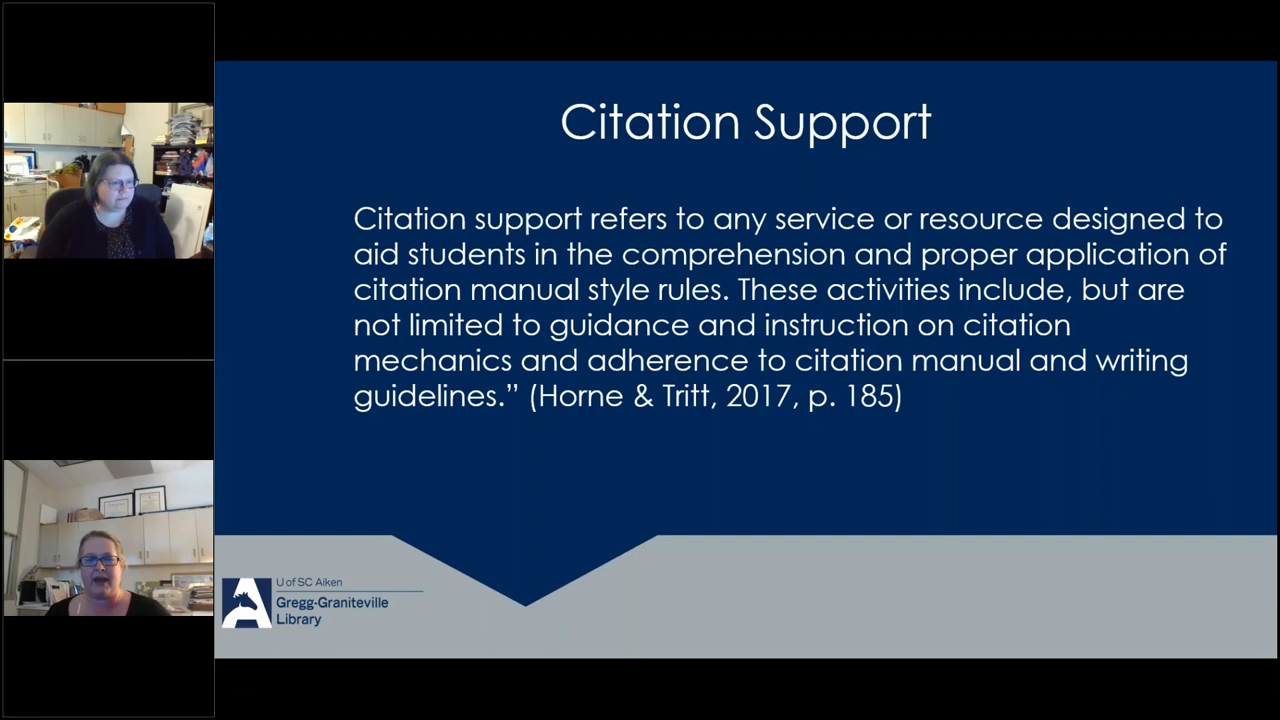 Citation Support
Citation support refers to any service or resource designed to
aid students in the comprehension and proper application of
citation manual style rules. These activities include, but are
not limited to guidance and instruction on citation
mechanics and adherence to citation manual and writing
guidelines.” (Horne & Tritt, 2017, p. 185)
U of SC Aiken
Gregg-Graniteville
Library